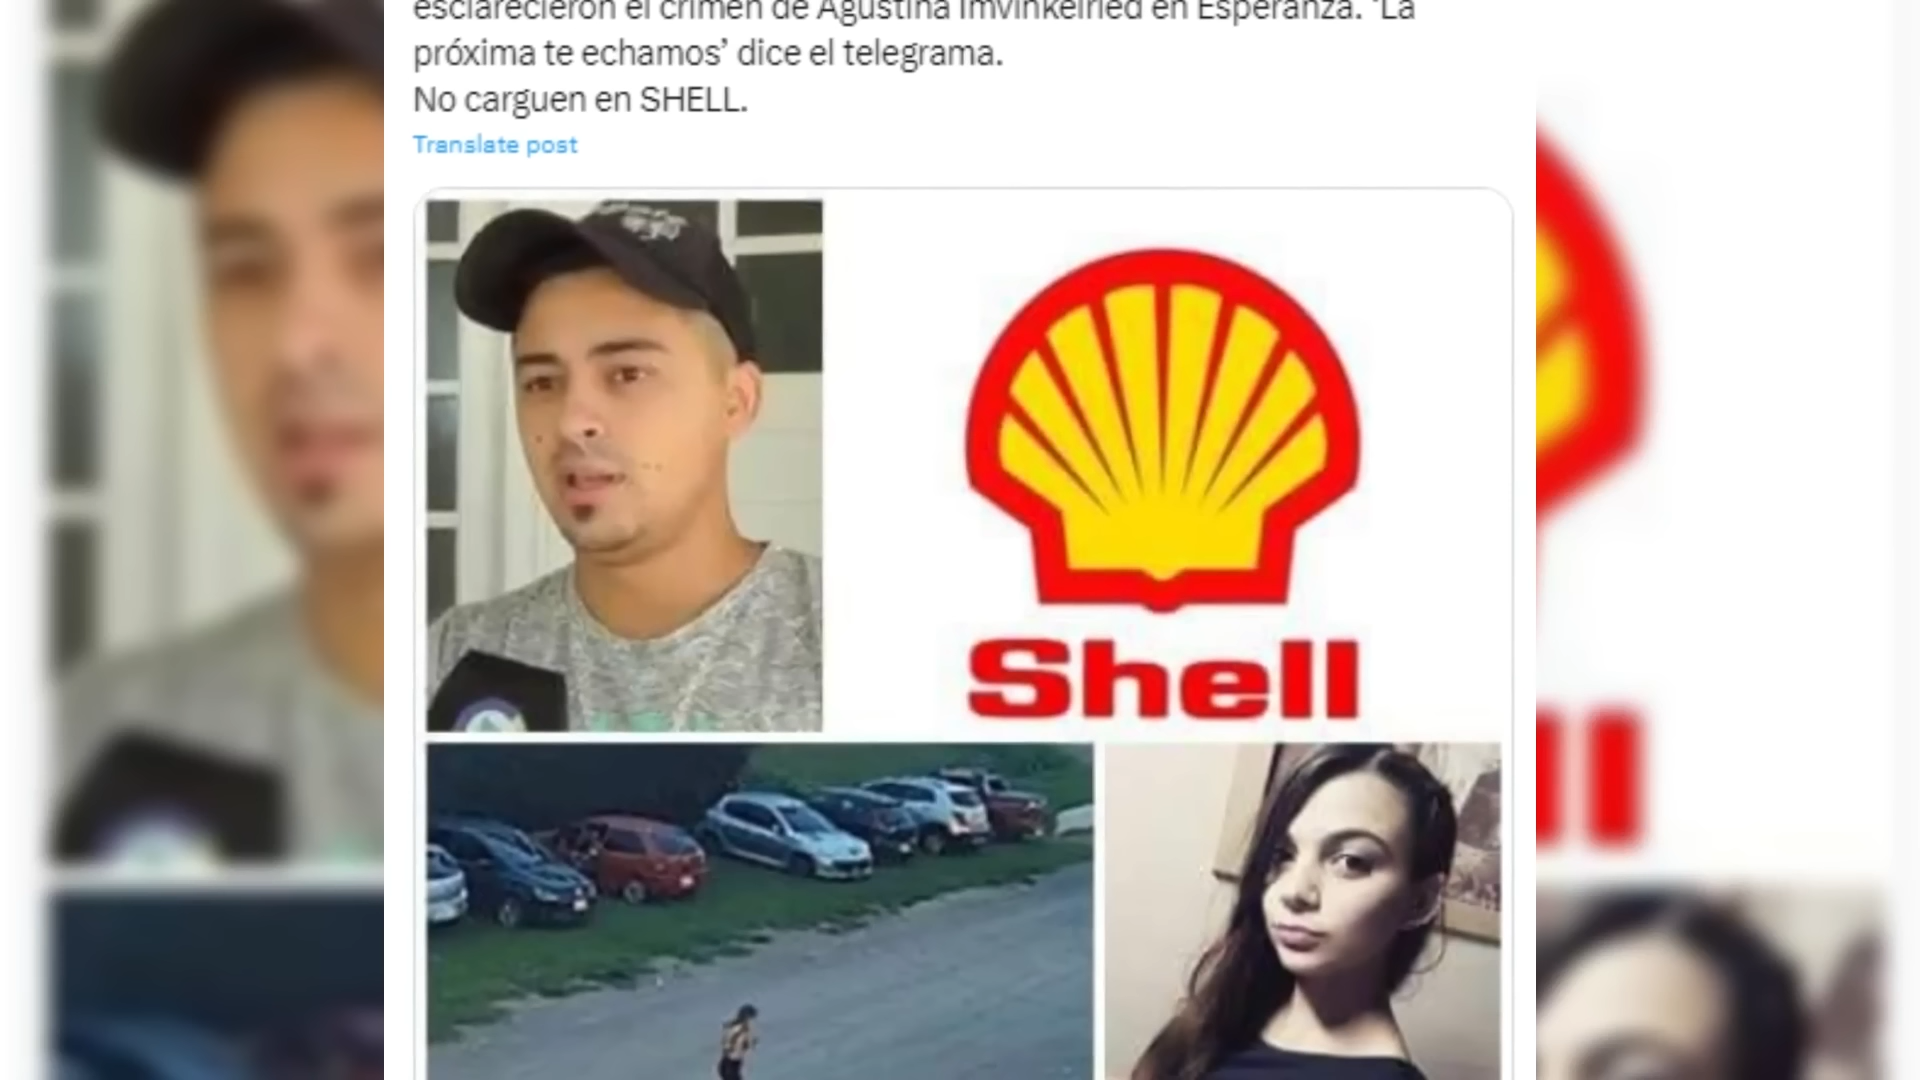 esclarecieron el crimen de Agustina Imvinkelried en Esperanza. ‘La
próxima te echamos’ dice el telegrama.
No carguen en SHELL.
Translate post
Shell